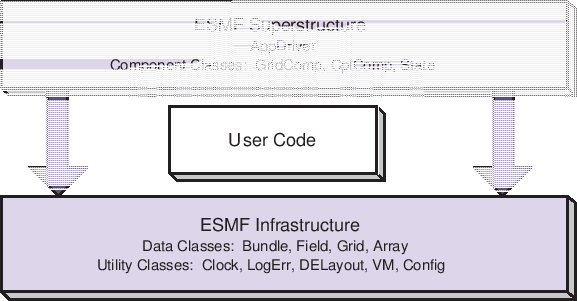 ESMF Superstructure
AppDriver
Component Classes: GridComp, CplComp, State
User Code
ESMF Infrastructure
Data Classes: Bundle, Field, Grid, Array
Utility Classes: Clock, LogErr, DELayout, VM, Config